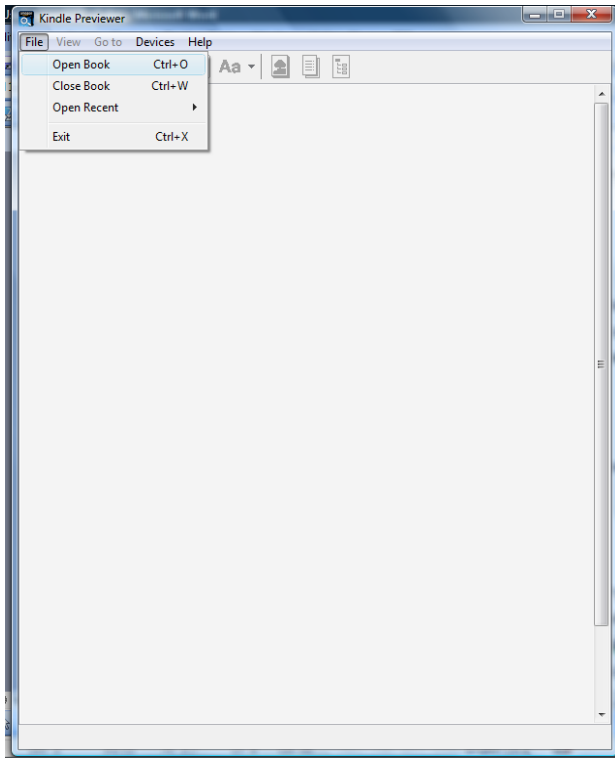 Kindle Previewer
File View Go to Devices Help
Open Book Ctrl+O
Close Book Ctrl+W
Open Recent
Exit Ctrl+X
Aa